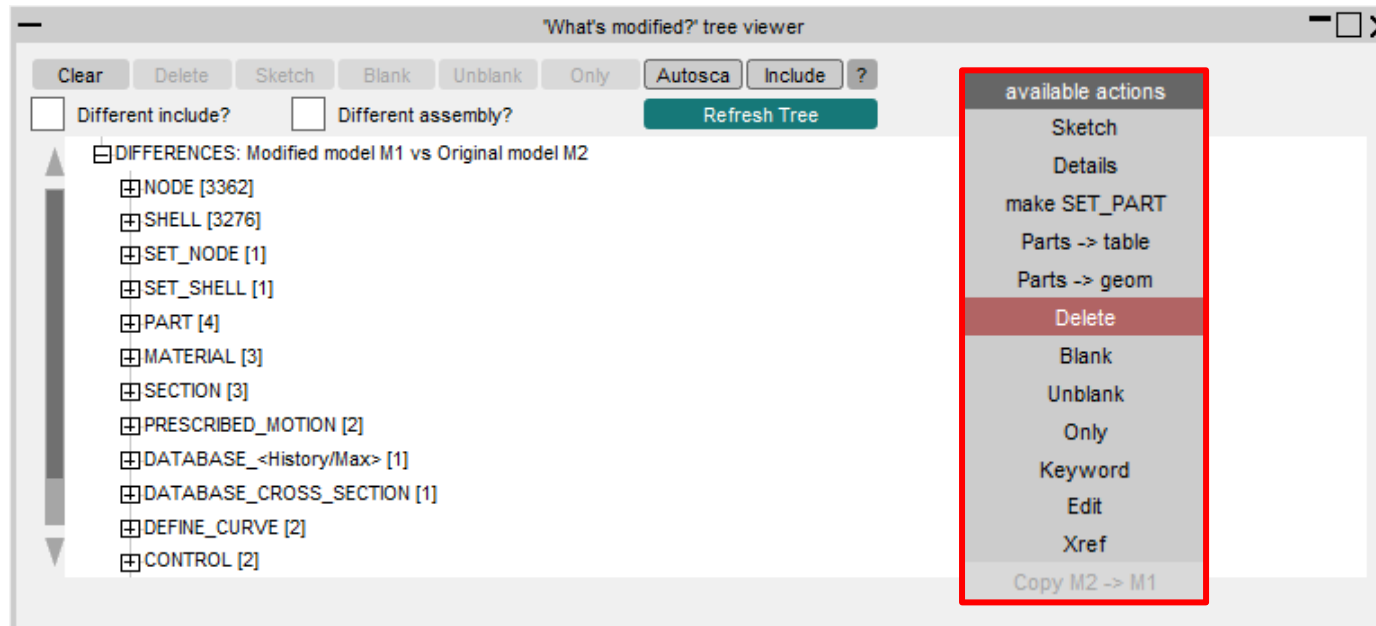 'What's modified?' tree viewer
Clear Delete Sketch Blank Unblank Only Autosca Include ?
Different include? Different assembly? Refresh Tree
DIFFERENCES: Modified model M1 vs Original model M2
NODE [3362]
SHELL [3276]
SET_NODE [1]
SET_SHELL [1]
PART [4]
MATERIAL [3]
SECTION [3]
PRESCRIBED_MOTION [2]
DATABASE_<History/Max> [1]
DATABASE_CROSS_SECTION [1]
DEFINE_CURVE [2]
CONTROL [2]
available actions
Sketch
Details
make SET_PART
Parts -> table
Parts -> geom
Delete
Blank
Unblank
Only
Keyword
Edit
Xref
Copy M2 -> M1